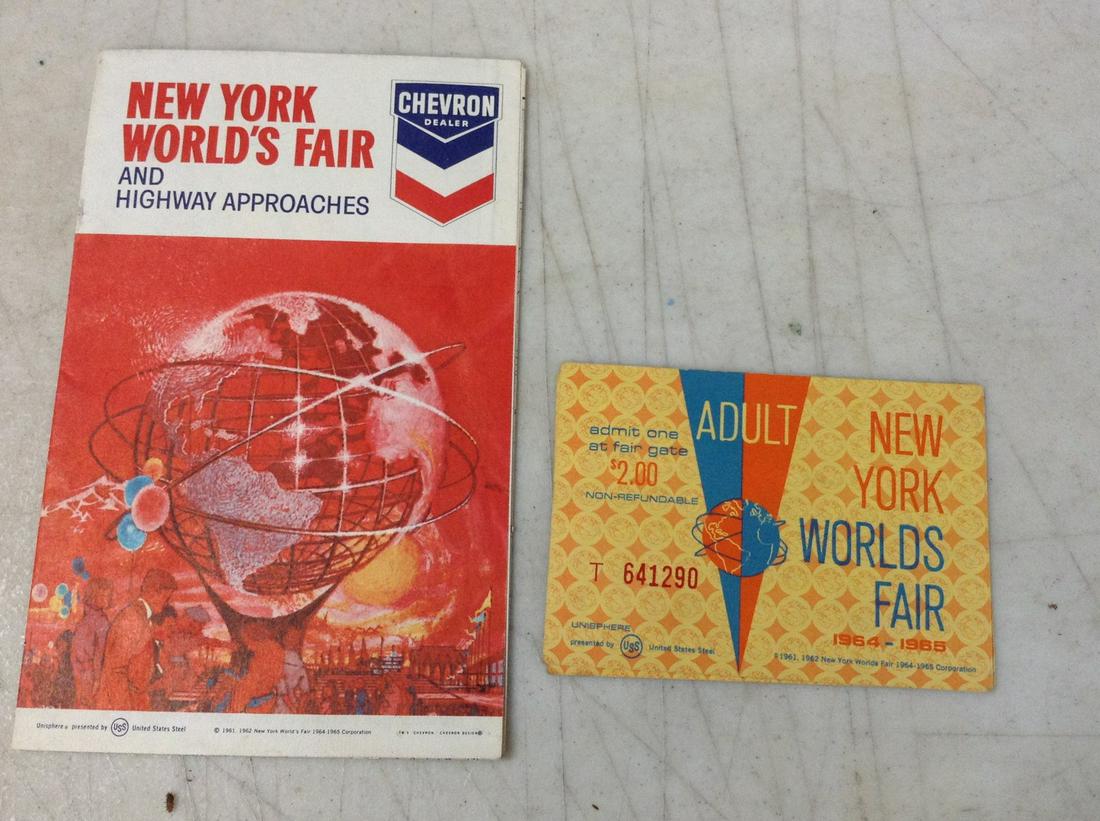 NEW YORK
WORLD'S FAIR
AND
HIGHWAY APPROACHES
CHEVRON
DEALER
Unisphere® presented by USS United States Steel
© 1961, 1962 New York World's Fair 1964-1965 Corporation
ADULT
admit one
at fair gate
$2.00
NON-REFUNDABLE
T 641290
UNISPHERE
presented by USS United States Steel
NEW
YORK
WORLDS
FAIR
1964-1965
© 1961, 1962 New York Worlds Fair 1964-1965 Corporation